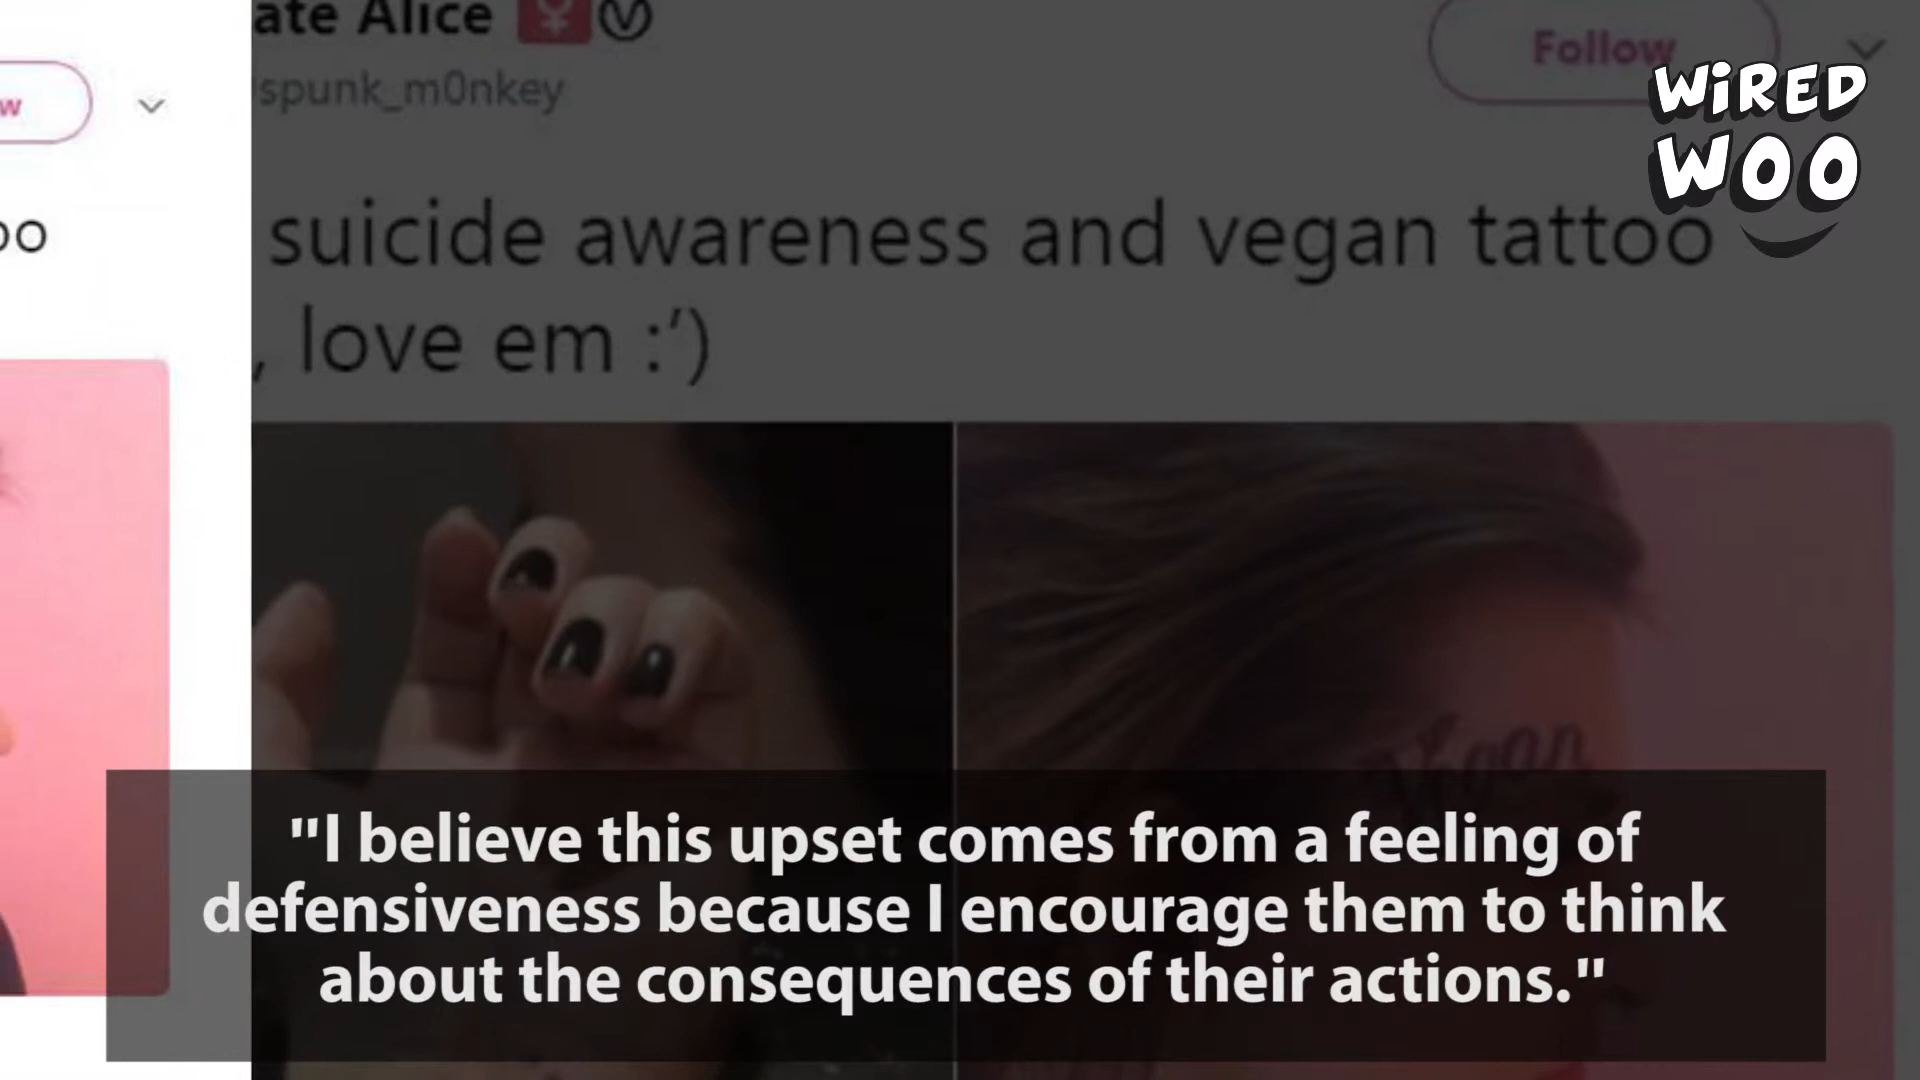 ate Alice
spunk_m0nkey
Follow
w
WiRED
WOO
oo
suicide awareness and vegan tattoo
, love em :')
Vegan
"I believe this upset comes from a feeling of
defensiveness because I encourage them to think
about the consequences of their actions."